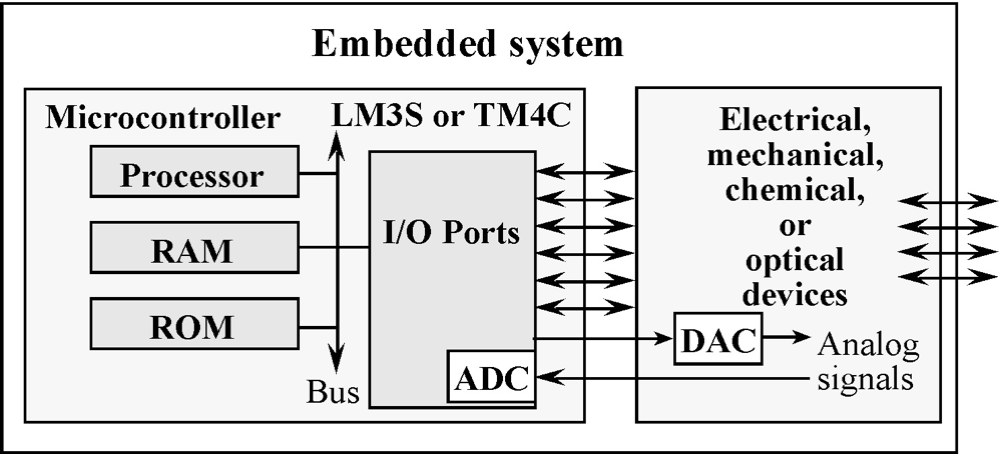 Embedded system
Microcontroller
LM3S or TM4C
Processor
RAM
ROM
Bus
I/O Ports
ADC
Electrical,
mechanical,
chemical,
or
optical
devices
DAC
Analog
signals